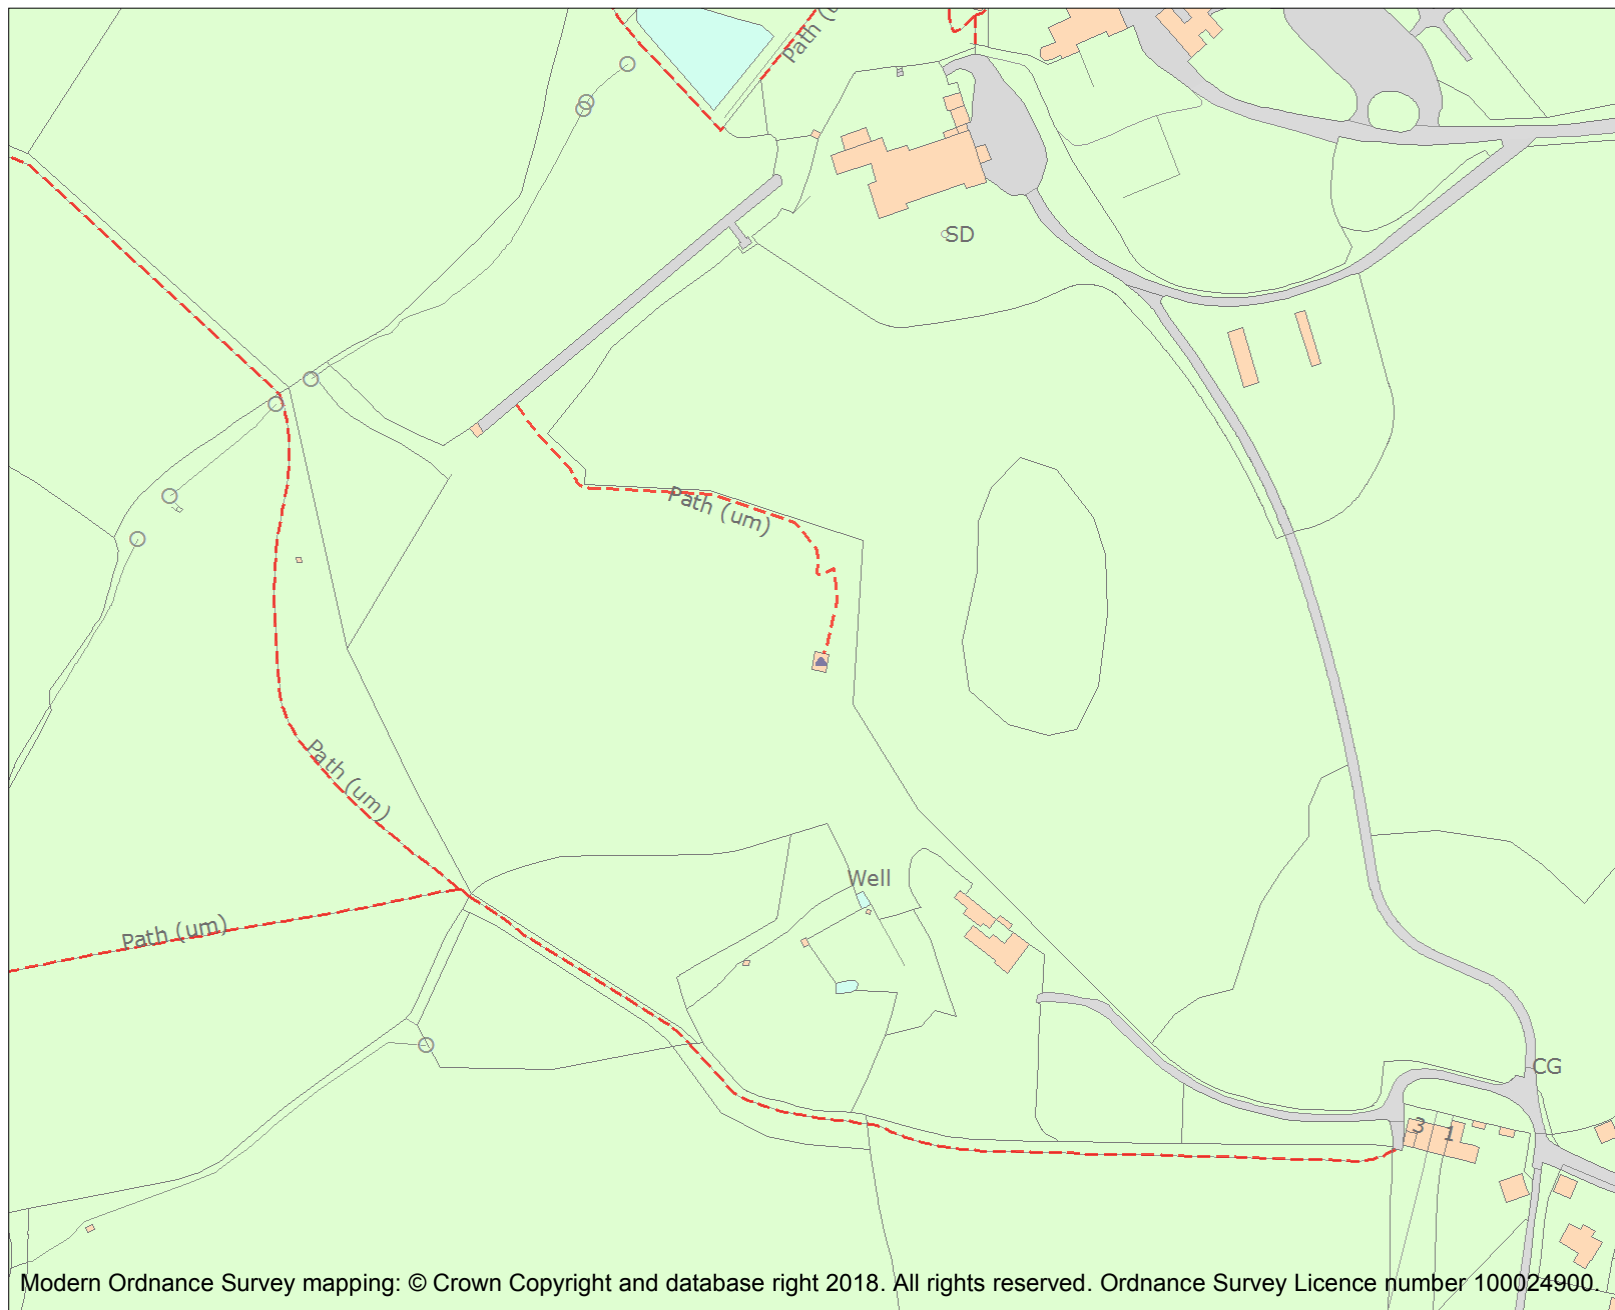 Path (u
SD
Path (um)
Path (um)
Well
Path (um)
CG
3
1
Modern Ordnance Survey mapping: © Crown Copyright and database right 2018. All rights reserved. Ordnance Survey Licence number 100024900.